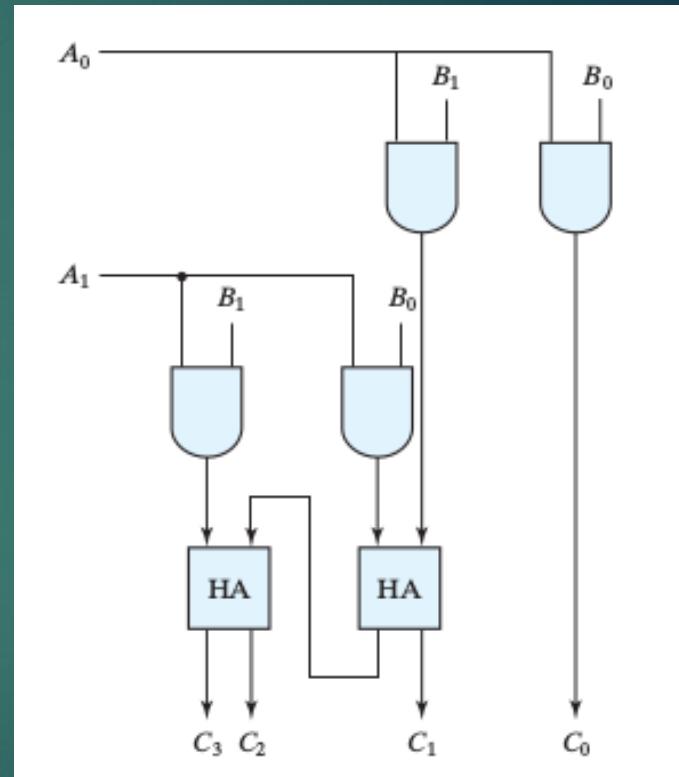 A₀
B₁ B₀
A₁
B₁ B₀
HA HA
C₃ C₂ C₁ C₀